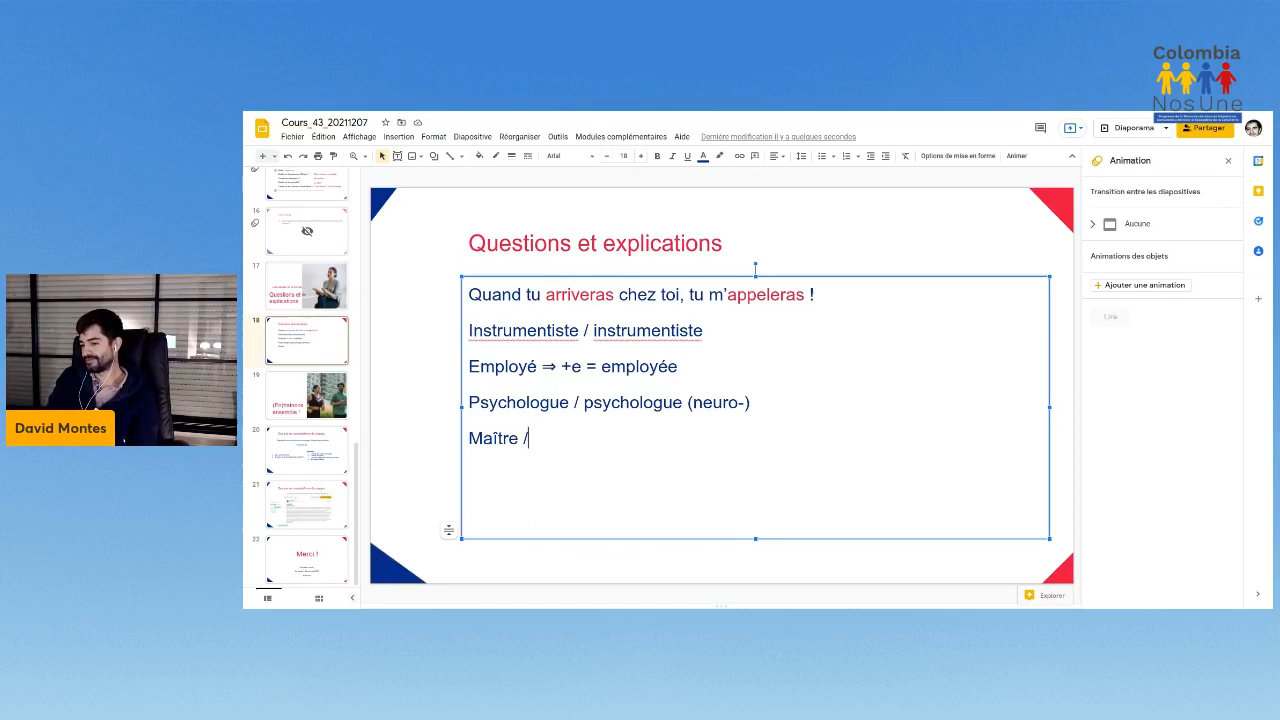 Colombia
NosUne
Cours_43_20211207
Fichier Édition Affichage Insertion Format Outils Modules complémentaires Aide Dernière modification il y a quelques secondes
Diaporama
Partager
Arial
18
B I U A
Options de mise en forme
Animer
Animation
Transition entre les diapositives
Aucune
Animations des objets
+ Ajouter une animation
Lire
16
17
Questions et explications
18
19
(En)traînons ensemble !
20
21
22
Merci !
Questions et explications
Quand tu arriveras chez toi, tu m'appeleras !
Instrumentiste / instrumentiste
Employé ⇒ +e = employée
Psychologue / psychologue (neuro-)
Maître /
Explorer
David Montes